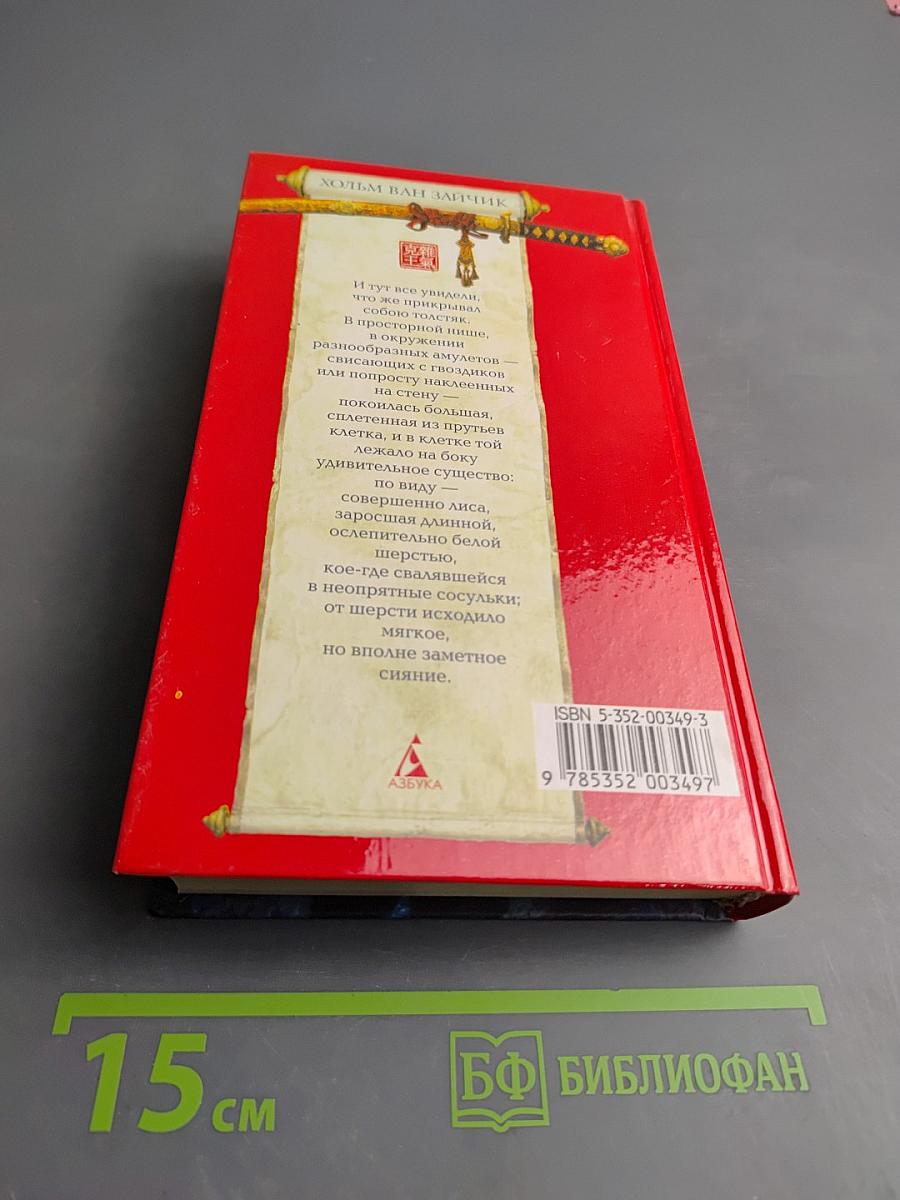 ХОЛЬМ ВАН ЗАЙЧИК
И тут все увидели,
что же прикрывал
собою толстяк.
В просторной нише,
в окружении
разнообразных амулетов —
свисающих с гвоздиков
или попросту наклеенных
на стену —
покоилась большая,
сплетенная из прутьев
клетка, и в клетке той
лежало на боку
удивительное существо:
по виду —
совершенно лиса,
заросшая длинной,
ослепительно белой
шерстью,
кое-где свалявшейся
в неопрятные сосульки;
от шерсти исходило
мягкое,
но вполне заметное
сияние.
АЗБУКА
ISBN 5-352-00349-3
9 785352 003497
15 см
БФ БИБЛИОФАН